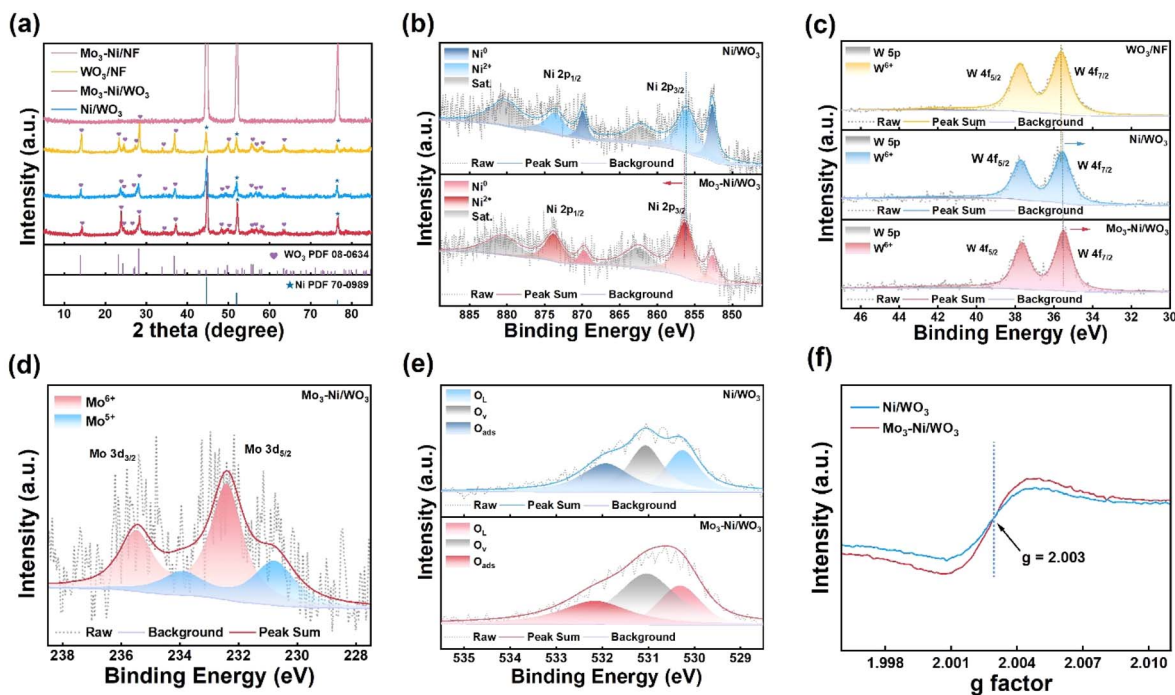 (a)
Intensity (a.u.)
Mo₃-Ni/NF
WO₃/NF
Mo₃-Ni/WO₃
Ni/WO₃
WO₃ PDF 08-0634
Ni PDF 70-0989
10 20 30 40 50 60 70 80
2 theta (degree)
(b)
Intensity (a.u.)
Ni⁰
Ni²⁺
Sat.
Ni/WO₃
Ni 2p₁/₂
Ni 2p₃/₂
Raw Peak Sum Background
Ni⁰
Ni²⁺
Sat.
Mo₃-Ni/WO₃
Ni 2p₁/₂
Ni 2p₃/₂
Raw Peak Sum Background
885 880 875 870 865 860 855 850
Binding Energy (eV)
(c)
Intensity (a.u.)
W 5p
W⁶⁺
WO₃/NF
W 4f₅/₂
W 4f₇/₂
Raw Peak Sum Background
W 5p
W⁶⁺
Ni/WO₃
W 4f₅/₂
W 4f₇/₂
Raw Peak Sum Background
W 5p
W⁶⁺
Mo₃-Ni/WO₃
W 4f₅/₂
W 4f₇/₂
Raw Peak Sum Background
46 44 42 40 38 36 34 32 30
Binding Energy (eV)
(d)
Intensity (a.u.)
Mo⁶⁺
Mo⁵⁺
Mo₃-Ni/WO₃
Mo 3d₃/₂
Mo 3d₅/₂
Raw Background Peak Sum
238 236 234 232 230 228
Binding Energy (eV)
(e)
Intensity (a.u.)
O_L
O_v
O_ads
Ni/WO₃
Raw Peak Sum Background
O_L
O_v
O_ads
Mo₃-Ni/WO₃
Raw Peak Sum Background
535 534 533 532 531 530 529
Binding Energy (eV)
(f)
Intensity (a.u.)
Ni/WO₃
Mo₃-Ni/WO₃
g = 2.003
1.998 2.001 2.004 2.007 2.010
g factor